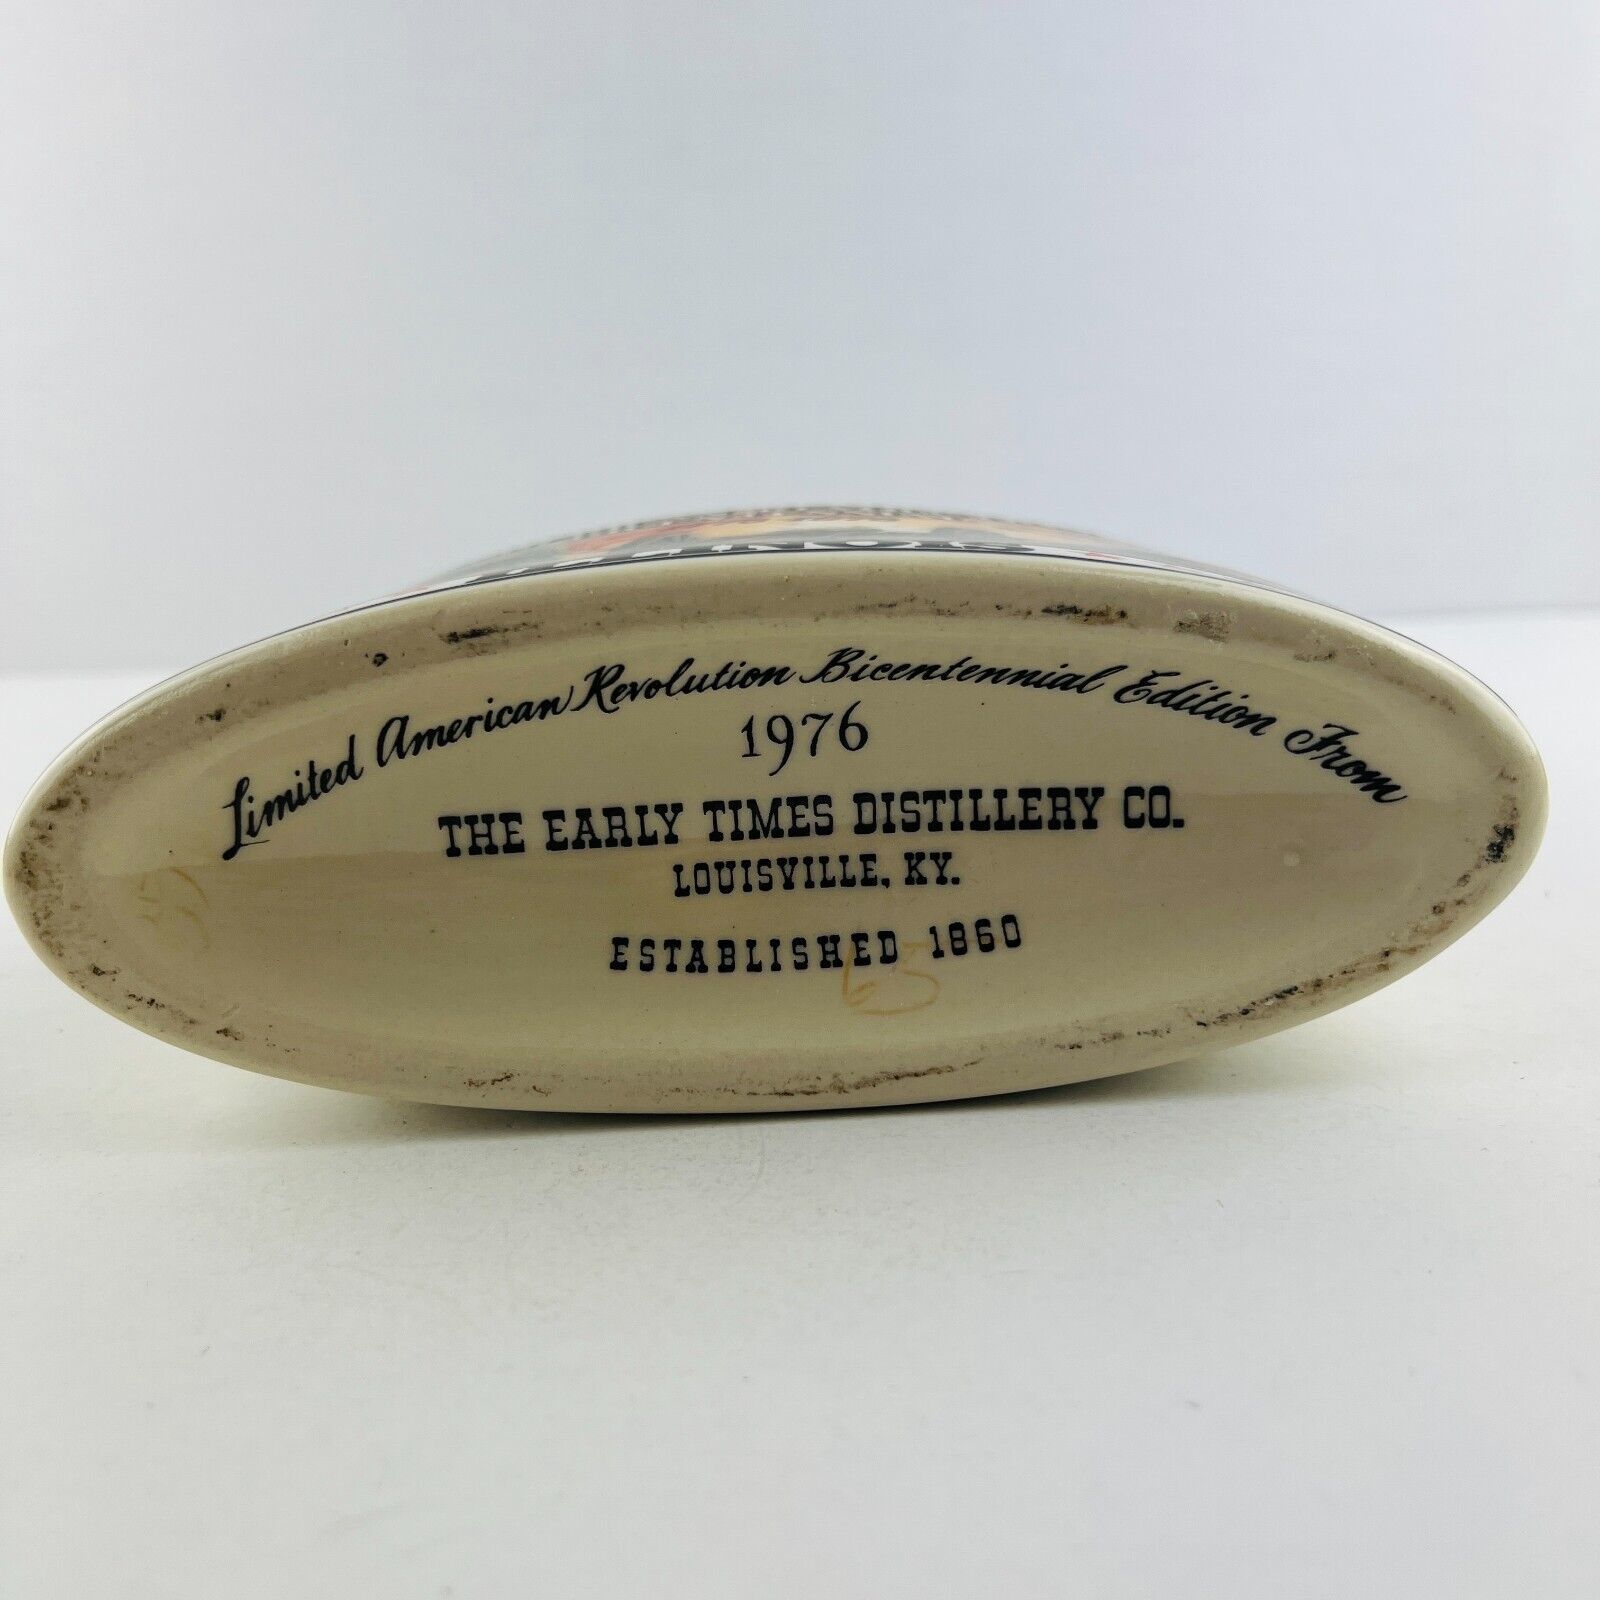 Limited American Revolution Bicentennial Edition From
1976
THE EARLY TIMES DISTILLERY CO.
LOUISVILLE, KY.
ESTABLISHED 1860